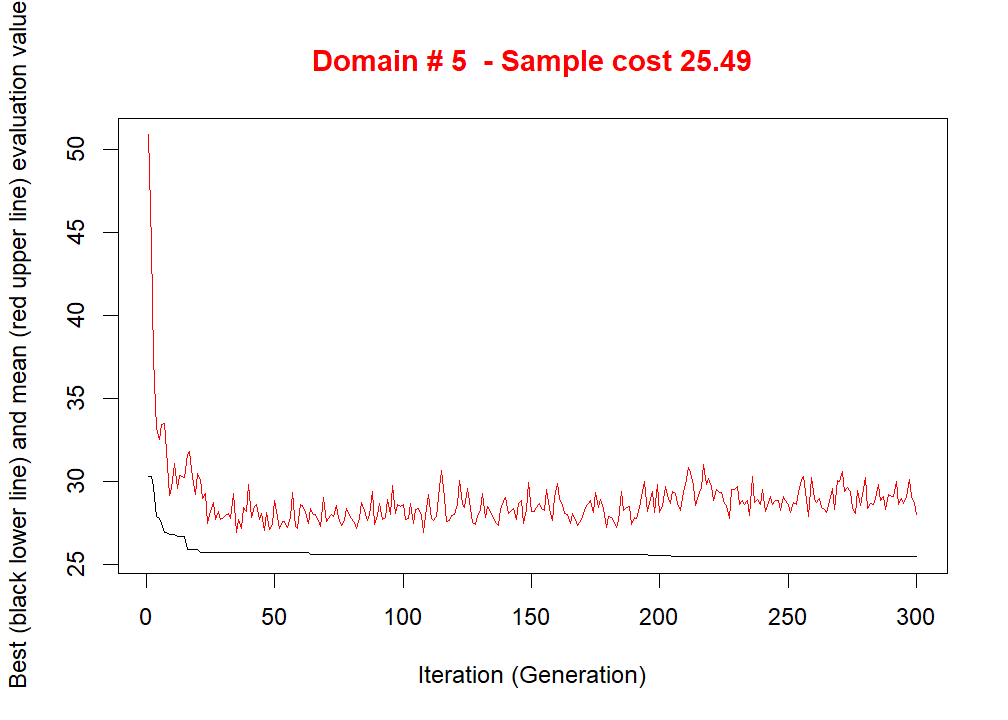 Domain # 5  - Sample cost 25.49
Best (black lower line) and mean (red upper line) evaluation value
50
45
40
35
30
25
0 50 100 150 200 250 300
Iteration (Generation)